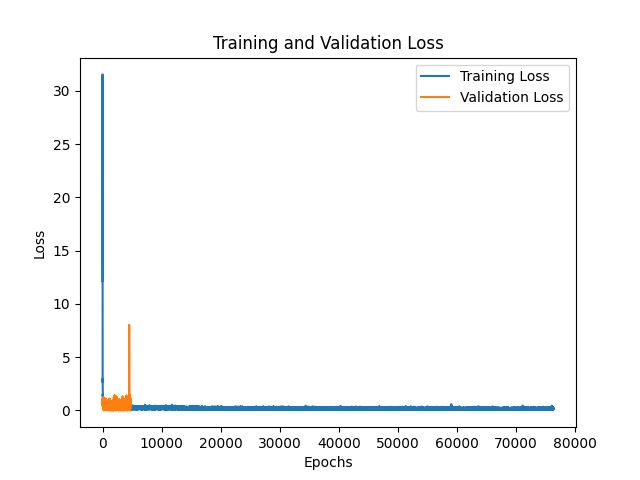 Training and Validation Loss
Training Loss
Validation Loss
30
25
20
15
10
5
0
Loss
0 10000 20000 30000 40000 50000 60000 70000 80000
Epochs